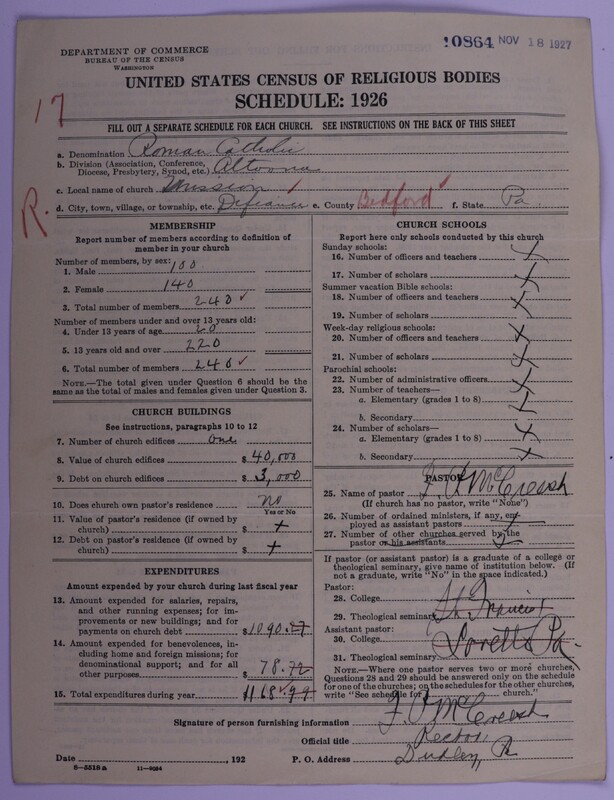 DEPARTMENT OF COMMERCE
BUREAU OF THE CENSUS
WASHINGTON
10864 NOV 18 1927
UNITED STATES CENSUS OF RELIGIOUS BODIES
SCHEDULE: 1926
17
FILL OUT A SEPARATE SCHEDULE FOR EACH CHURCH. SEE INSTRUCTIONS ON THE BACK OF THIS SHEET
a. Denomination Roman Catholic
b. Division (Association, Conference, Diocese, Presbytery, Synod, etc.) Altoona
c. Local name of church Mission
R.
d. City, town, village, or township, etc. Defiance e. County Bedford f. State Pa
MEMBERSHIP
Report number of members according to definition of
member in your church
Number of members, by sex:
1. Male 100
2. Female 140
3. Total number of members 240
Number of members under and over 13 years old:
4. Under 13 years of age 20
5. 13 years old and over 220
6. Total number of members 240
NOTE.—The total given under Question 6 should be the
same as the total of males and females given under Question 3.
CHURCH BUILDINGS
See instructions, paragraphs 10 to 12
7. Number of church edifices one
8. Value of church edifices $ 40,000
9. Debt on church edifices $ 3,000
10. Does church own pastor's residence no
Yes or No
11. Value of pastor's residence (if owned by
church) $
12. Debt on pastor's residence (if owned by
church) $
EXPENDITURES
Amount expended by your church during last fiscal year
13. Amount expended for salaries, repairs,
and other running expenses; for im-
provements or new buildings; and for
payments on church debt $ 1090.27
14. Amount expended for benevolences,
including home and foreign missions; for
denominational support; and for all
other purposes $ 78.72
15. Total expenditures during year $1168.99
CHURCH SCHOOLS
Report here only schools conducted by this church
Sunday schools:
16. Number of officers and teachers
17. Number of scholars
Summer vacation Bible schools:
18. Number of officers and teachers
19. Number of scholars
Week-day religious schools:
20. Number of officers and teachers
21. Number of scholars
Parochial schools:
22. Number of administrative officers
23. Number of teachers—
a. Elementary (grades 1 to 8)
b. Secondary
24. Number of scholars—
a. Elementary (grades 1 to 8)
b. Secondary
PASTOR
25. Name of pastor McCreesh
(If church has no pastor, write "None")
26. Number of ordained ministers, if any, em-
ployed as assistant pastors
27. Number of other churches served by the
pastor or his assistants
If pastor (or assistant pastor) is a graduate of a college or
theological seminary, give name of institution below. (If
not a graduate, write "No" in the space indicated.)
Pastor:
28. College
29. Theological seminary St Francis
Assistant pastor:
30. College Loretto Pa
31. Theological seminary
NOTE.—Where one pastor serves two or more churches,
Questions 28 and 29 should be answered only on the schedule
for one of the churches; on the schedules for the other churches,
write "See schedule for church."
Signature of person furnishing information McCreesh
Official title Rector
Date , 192 P. O. Address Dudley, Pa
8—5518a 11—9064